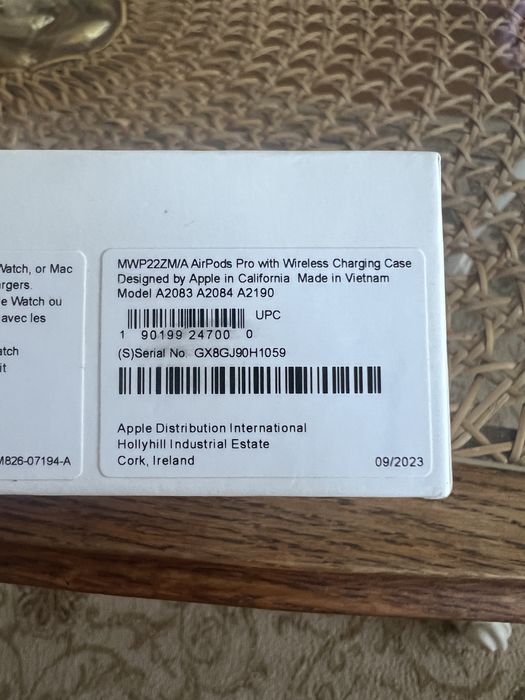 Watch, or Mac
e Watch ou
avec les
atch
it
M826-07194-A
MWP22ZM/A AirPods Pro with Wireless Charging Case
Designed by Apple in California Made in Vietnam
Model A2083 A2084 A2190
UPC
1 90199 24700 0
(S)Serial No. GX8GJ90H1059
Apple Distribution International
Hollyhill Industrial Estate
Cork, Ireland
09/2023